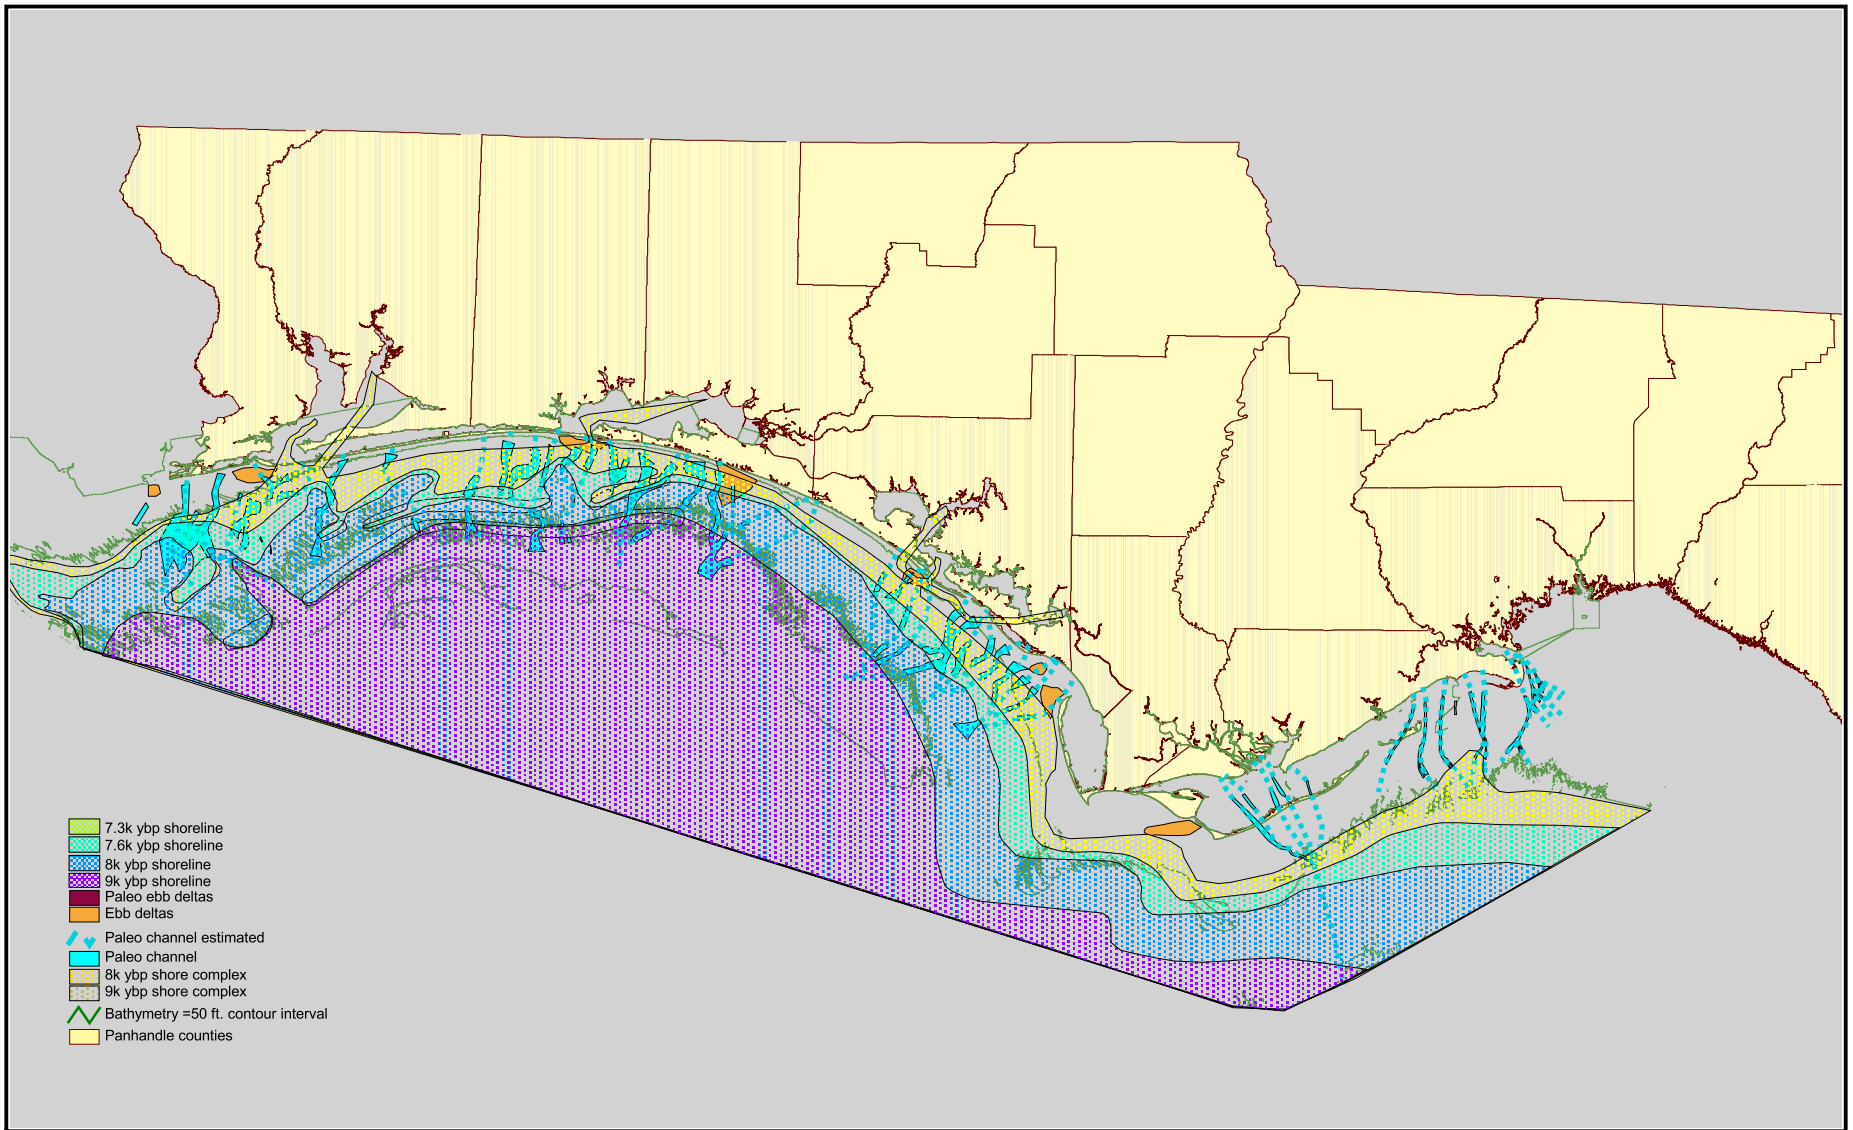 7.3k ybp shoreline
7.6k ybp shoreline
8k ybp shoreline
9k ybp shoreline
Paleo ebb deltas
Ebb deltas
Paleo channel estimated
Paleo channel
8k ybp shore complex
9k ybp shore complex
Bathymetry =50 ft. contour interval
Panhandle counties